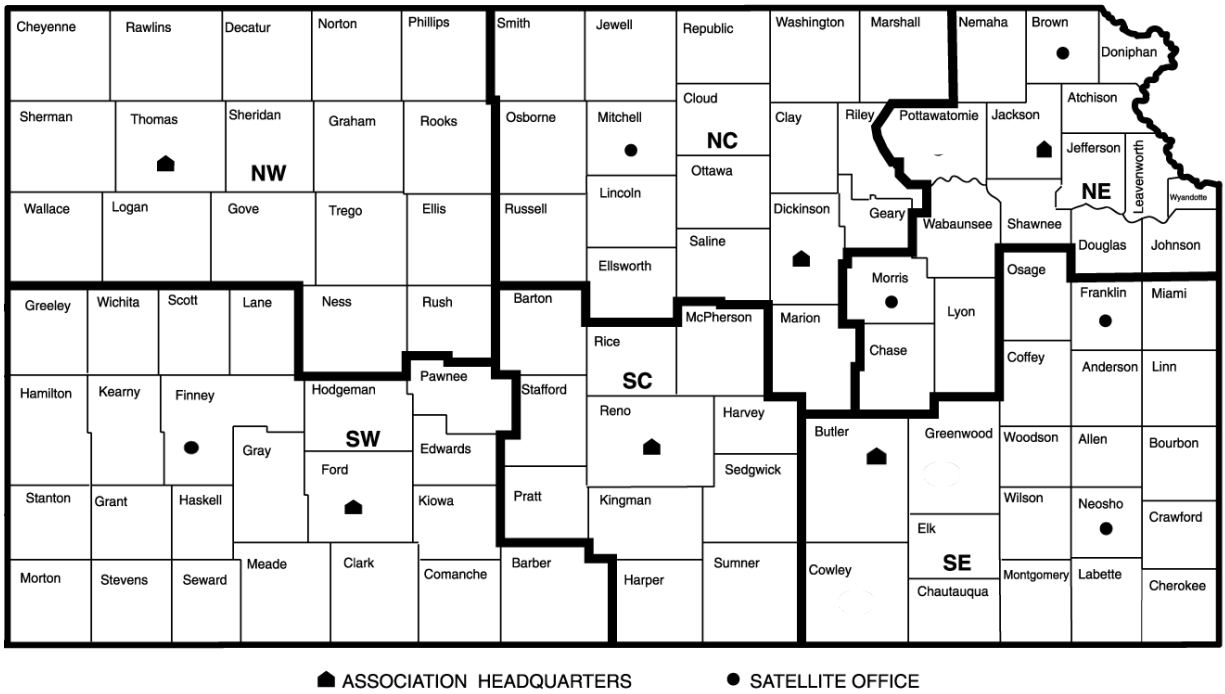 Cheyenne Rawlins Decatur Norton Phillips Smith Jewell Republic Washington Marshall Nemaha Brown
Doniphan
Sherman Thomas Sheridan Graham Rooks Osborne Mitchell Cloud Clay Riley Pottawatomie Jackson Atchison
NW NC
Jefferson Leavenworth
NE
Wyandotte
Wallace Logan Gove Trego Ellis Russell Lincoln Ottawa Dickinson Geary Wabaunsee Shawnee
Ellsworth Saline Douglas Johnson
Morris Osage
Greeley Wichita Scott Lane Ness Rush Barton McPherson Marion Lyon Franklin Miami
Rice Chase
Coffey Anderson Linn
Hamilton Kearny Finney Hodgeman Pawnee Stafford SC
Reno Harvey
SW
Gray Edwards Butler Greenwood Woodson Allen Bourbon
Ford Sedgwick
Stanton Grant Haskell Kiowa Pratt Kingman Wilson Neosho Crawford
Elk
SE
Morton Stevens Seward Meade Clark Comanche Barber Harper Sumner Cowley Chautauqua Montgomery Labette Cherokee
ASSOCIATION HEADQUARTERS SATELLITE OFFICE